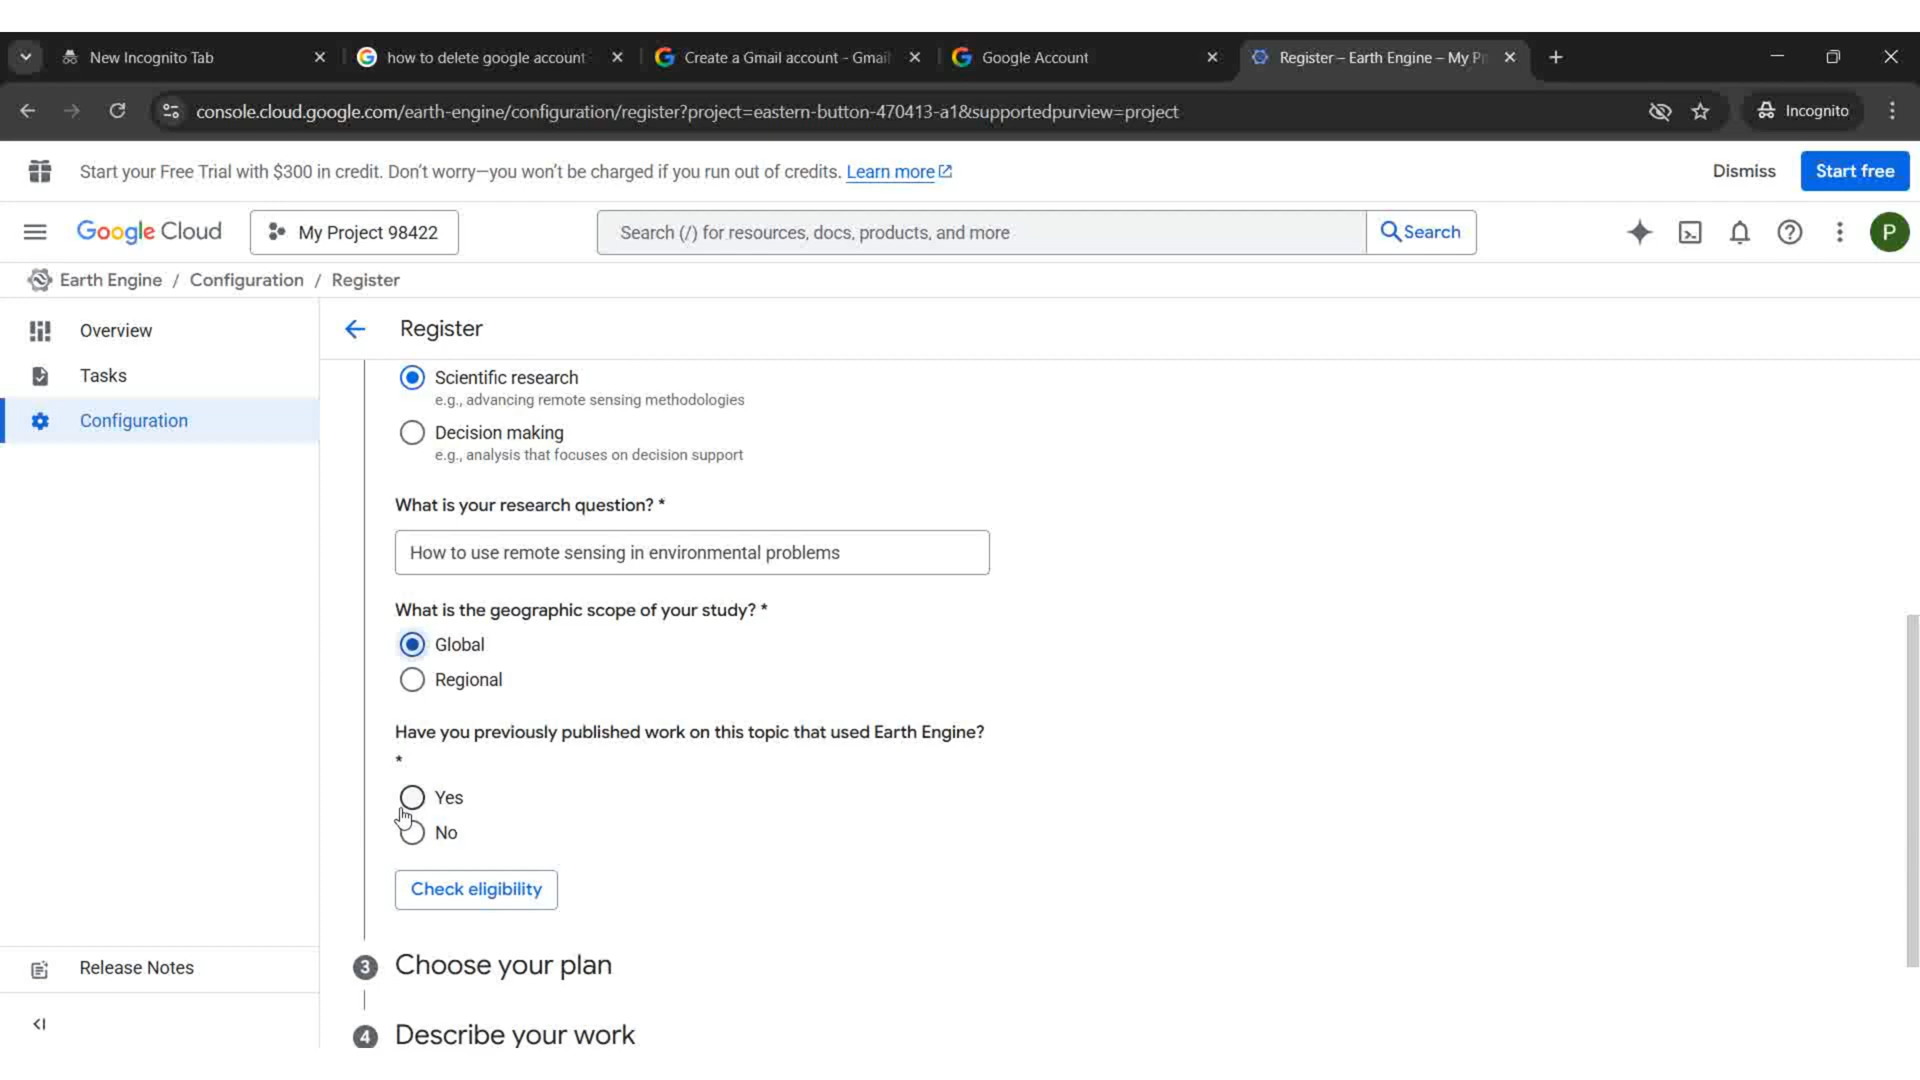 New Incognito Tab
how to delete google account
Create a Gmail account - Gmail
Google Account
Register – Earth Engine – My Pr
console.cloud.google.com/earth-engine/configuration/register?project=eastern-button-470413-a1&supportedpurview=project
Incognito
Start your Free Trial with $300 in credit. Don't worry—you won't be charged if you run out of credits. Learn more
Dismiss
Start free
Google Cloud
My Project 98422
Search (/) for resources, docs, products, and more
Search
P
Earth Engine / Configuration / Register
Overview
Tasks
Configuration
Release Notes
Register
Scientific research
e.g., advancing remote sensing methodologies
Decision making
e.g., analysis that focuses on decision support
What is your research question? *
How to use remote sensing in environmental problems
What is the geographic scope of your study? *
Global
Regional
Have you previously published work on this topic that used Earth Engine?
*
Yes
No
Check eligibility
3 Choose your plan
4 Describe your work